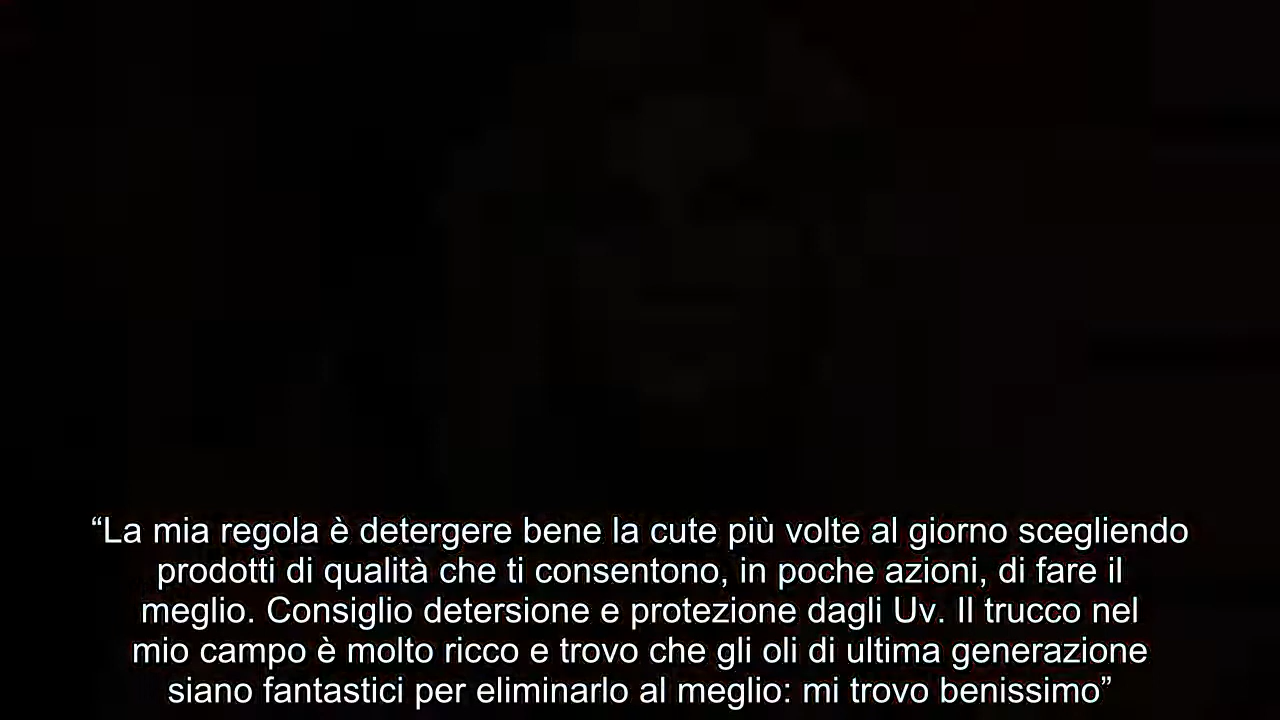 “La mia regola è detergere bene la cute più volte al giorno scegliendo
prodotti di qualità che ti consentono, in poche azioni, di fare il
meglio. Consiglio detersione e protezione dagli Uv. Il trucco nel
mio campo è molto ricco e trovo che gli oli di ultima generazione
siano fantastici per eliminarlo al meglio: mi trovo benissimo”